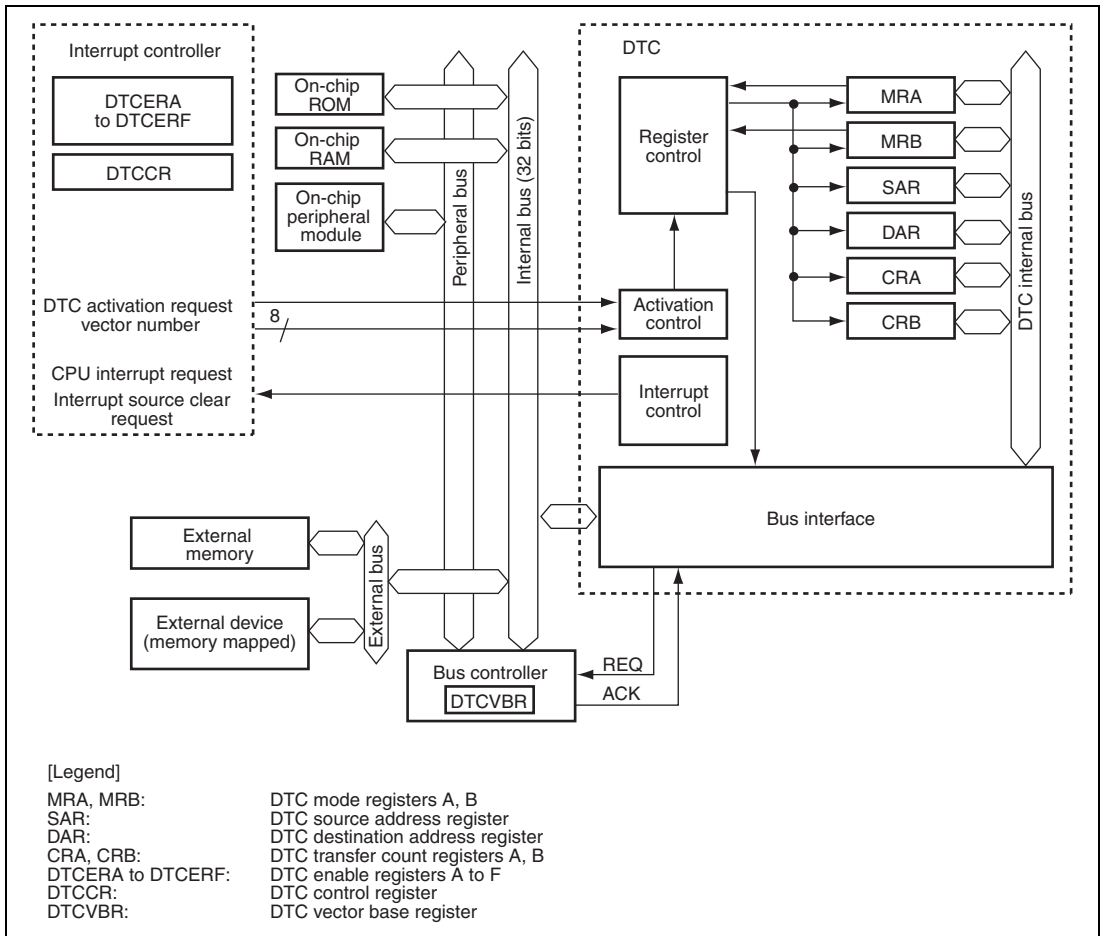 Interrupt controller
DTCERA
to DTCERF
DTCCR
DTC activation request
vector number
8
CPU interrupt request
Interrupt source clear
request
On-chip
ROM
On-chip
RAM
On-chip
peripheral
module
Peripheral bus
Internal bus (32 bits)
DTC
Register
control
Activation
control
Interrupt
control
MRA
MRB
SAR
DAR
CRA
CRB
DTC internal bus
Bus interface
External
memory
External device
(memory mapped)
External bus
Bus controller
DTCVBR
REQ
ACK
[Legend]
MRA, MRB: DTC mode registers A, B
SAR: DTC source address register
DAR: DTC destination address register
CRA, CRB: DTC transfer count registers A, B
DTCERA to DTCERF: DTC enable registers A to F
DTCCR: DTC control register
DTCVBR: DTC vector base register